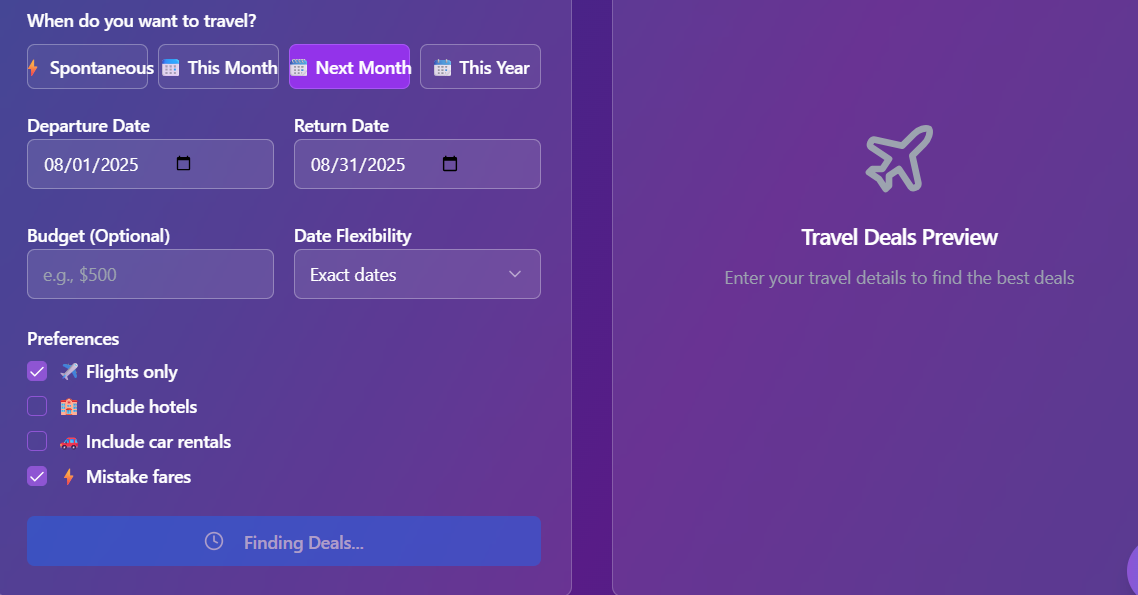 When do you want to travel?
Spontaneous This Month Next Month This Year
Departure Date Return Date
08/01/2025 08/31/2025
Budget (Optional) Date Flexibility
e.g., $500 Exact dates
Preferences
Flights only
Include hotels
Include car rentals
Mistake fares
Finding Deals...
Travel Deals Preview
Enter your travel details to find the best deals